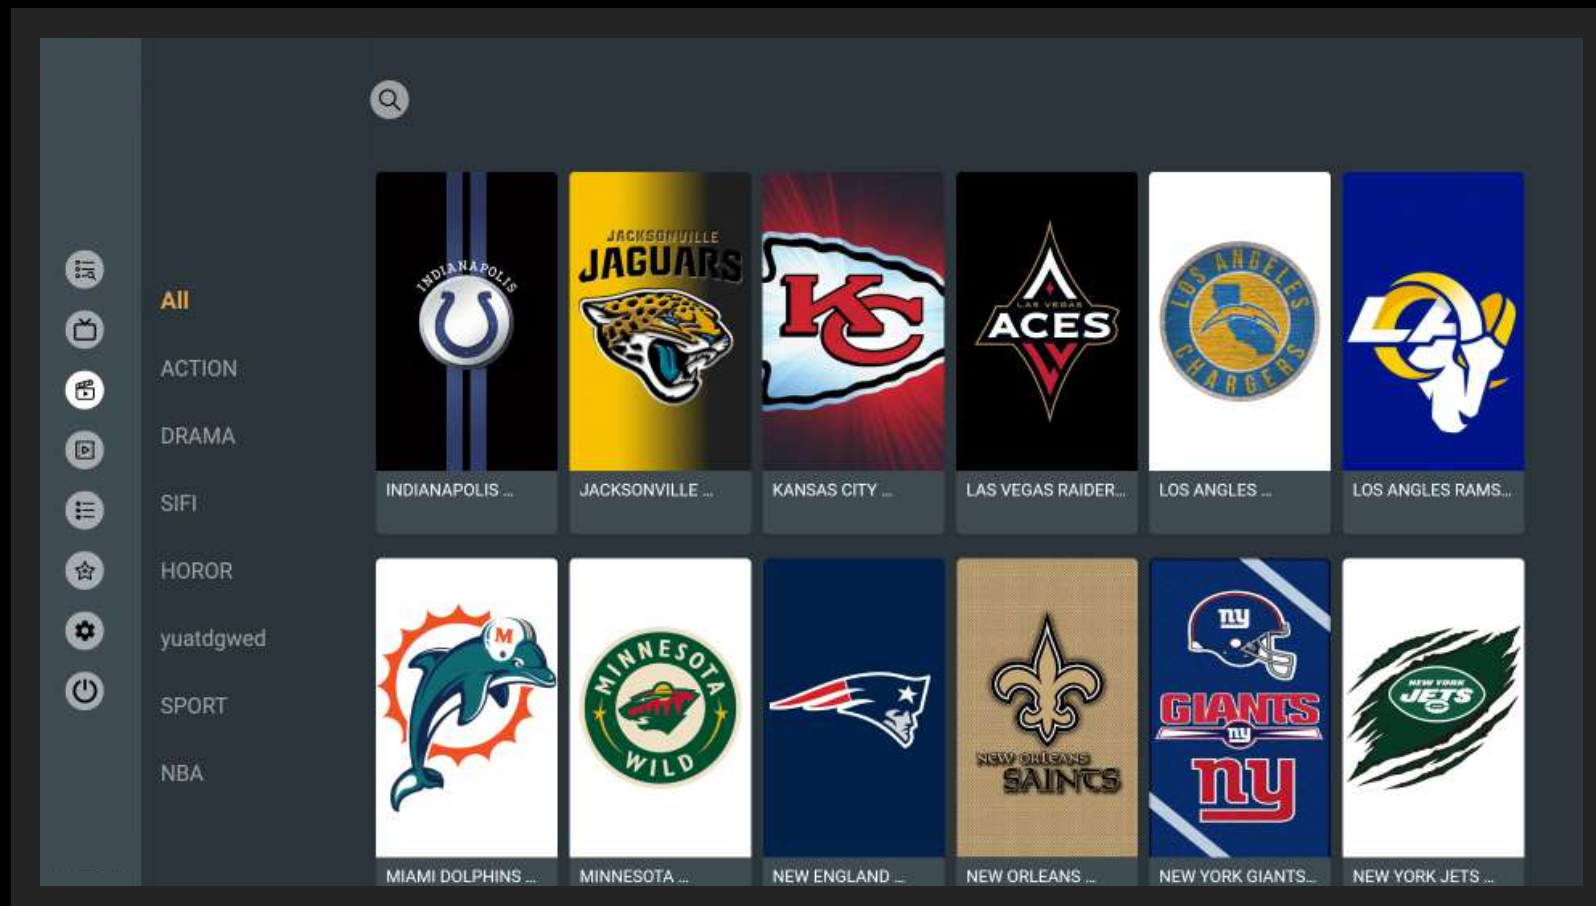 All
ACTION
DRAMA
SIFI
HOROR
yuatdgwed
SPORT
NBA
INDIANAPOLIS
JACKSONVILLE
JAGUARS
KC
LAS VEGAS
ACES
LOS ANGELES
CHARGERS
LA
INDIANAPOLIS ...
JACKSONVILLE ...
KANSAS CITY ...
LAS VEGAS RAIDER...
LOS ANGLES ...
LOS ANGLES RAMS...
M
MINNESOTA
WILD
NEW ORLEANS
SAINTS
ny
GIANTS
ny
ny
NEW YORK
JETS
MIAMI DOLPHINS ...
MINNESOTA ...
NEW ENGLAND ...
NEW ORLEANS ...
NEW YORK GIANTS...
NEW YORK JETS ...